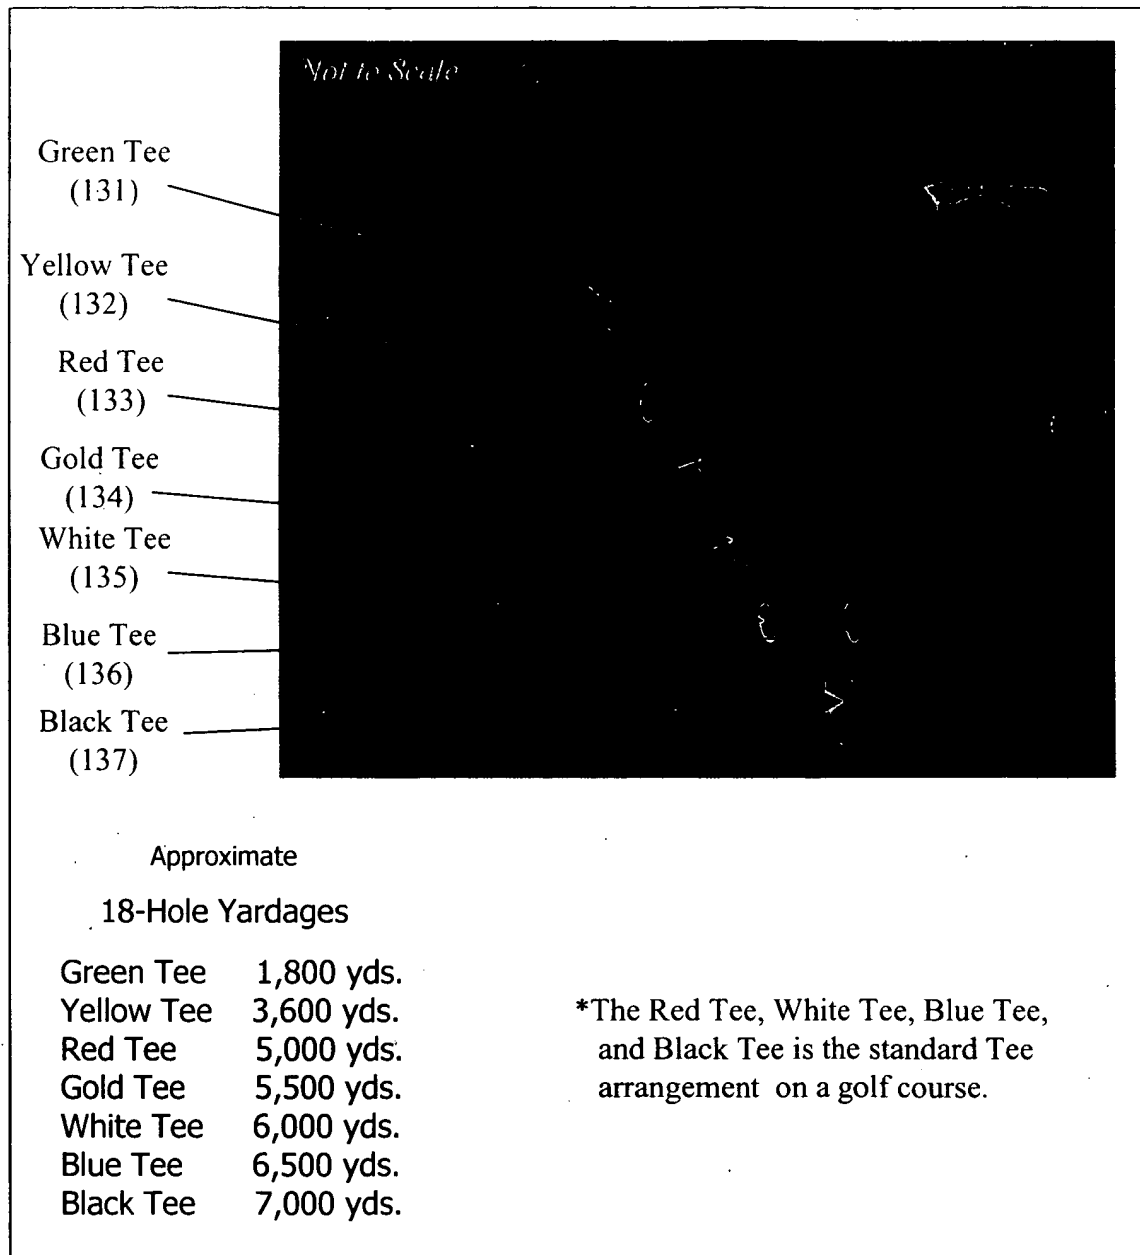 Not to Scale
Green Tee
(131)
Yellow Tee
(132)
Red Tee
(133)
Gold Tee
(134)
White Tee
(135)
Blue Tee
(136)
Black Tee
(137)
Approximate
18-Hole Yardages
Green Tee 1,800 yds.
Yellow Tee 3,600 yds.
Red Tee 5,000 yds.
Gold Tee 5,500 yds.
White Tee 6,000 yds.
Blue Tee 6,500 yds.
Black Tee 7,000 yds.
*The Red Tee, White Tee, Blue Tee,
and Black Tee is the standard Tee
arrangement on a golf course.